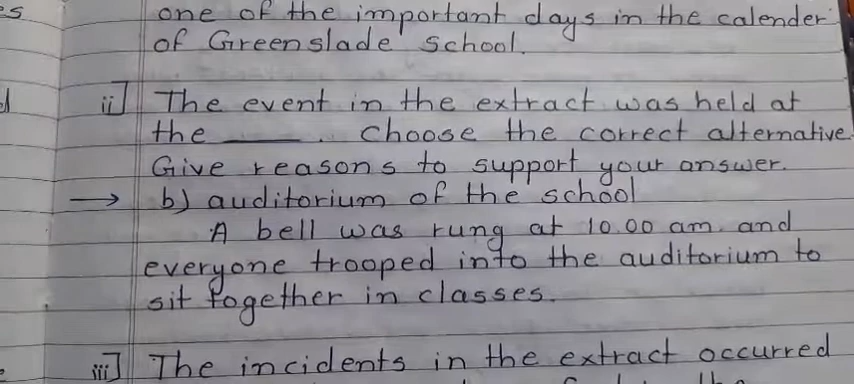 es
one of the important days in the calender
of Greenslade school.
ii] The event in the extract was held at
the ____. Choose the correct alternative.
Give reasons to support your answer.
→ b) auditorium of the school
A bell was rung at 10.00 am. and
everyone trooped into the auditorium to
sit together in classes.
iii] The incidents in the extract occurred